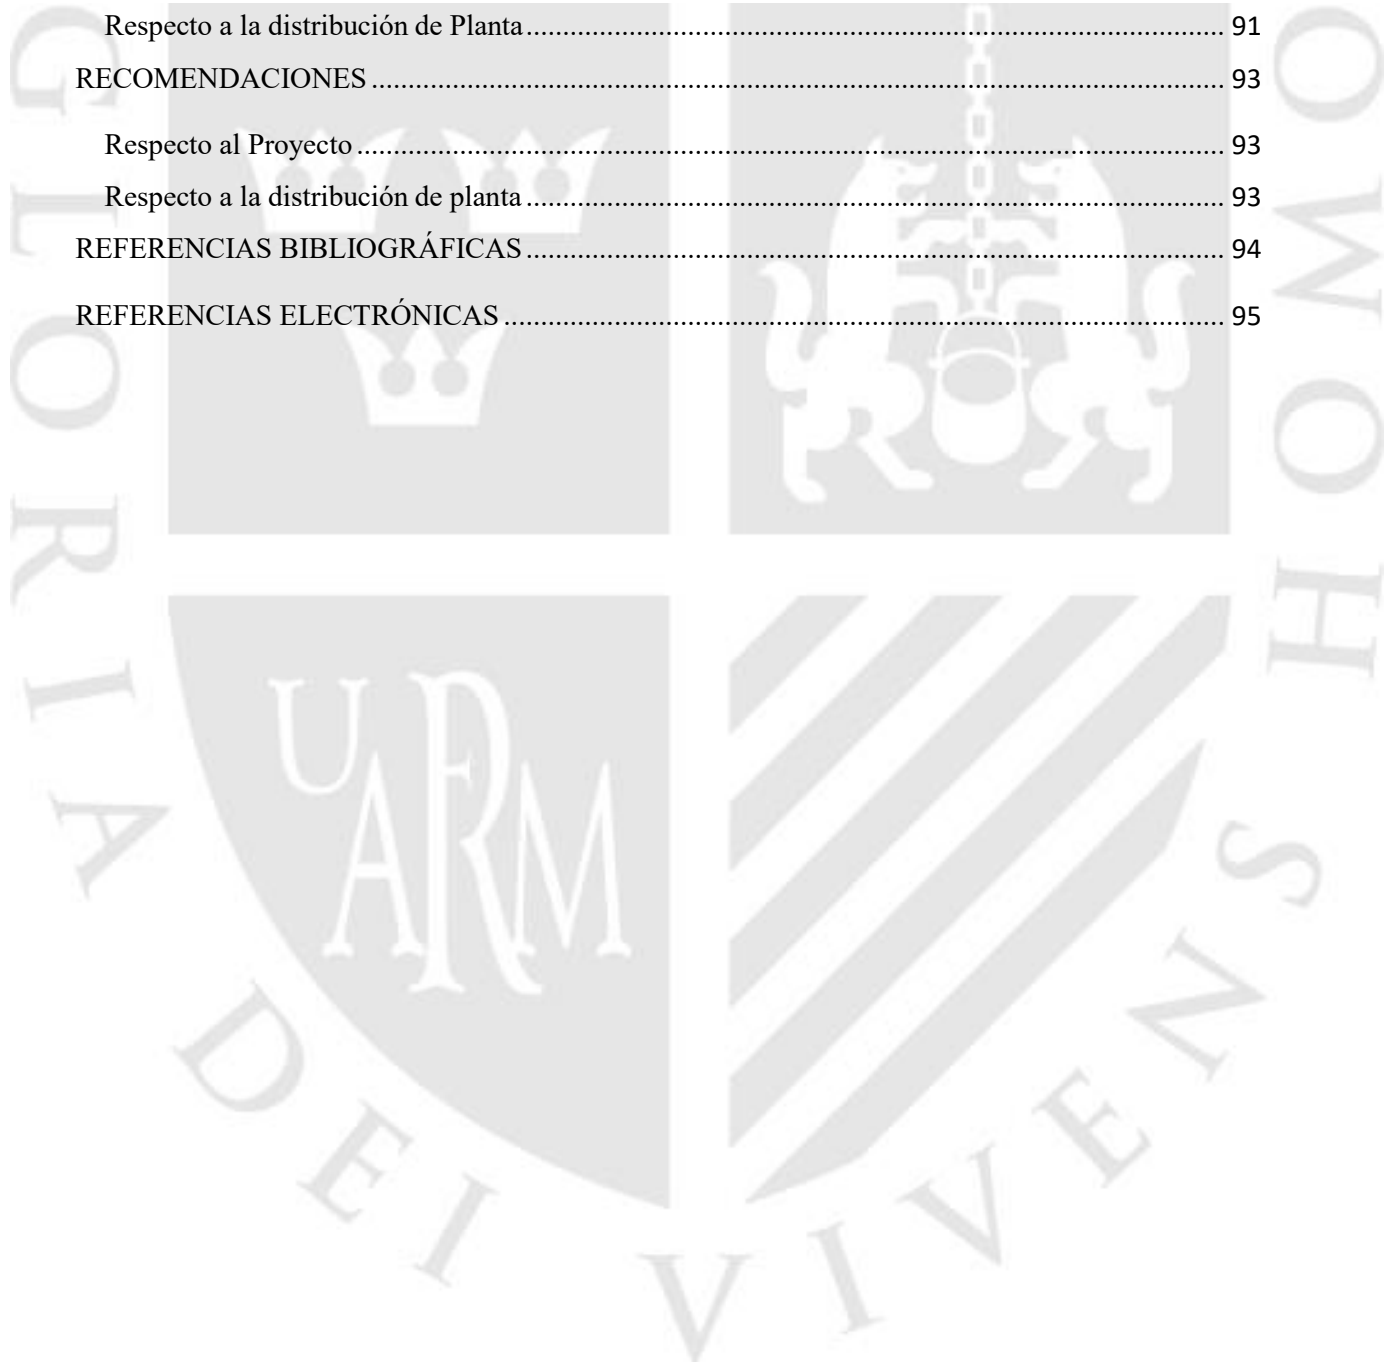 Respecto a la distribución de Planta........................................................................................... 91
RECOMENDACIONES ................................................................................................................ 93
Respecto al Proyecto .................................................................................................................. 93
Respecto a la distribución de planta........................................................................................... 93
REFERENCIAS BIBLIOGRÁFICAS........................................................................................... 94
REFERENCIAS ELECTRÓNICAS .............................................................................................. 95
UARM
GLORIA DEI VIVENS HOMO